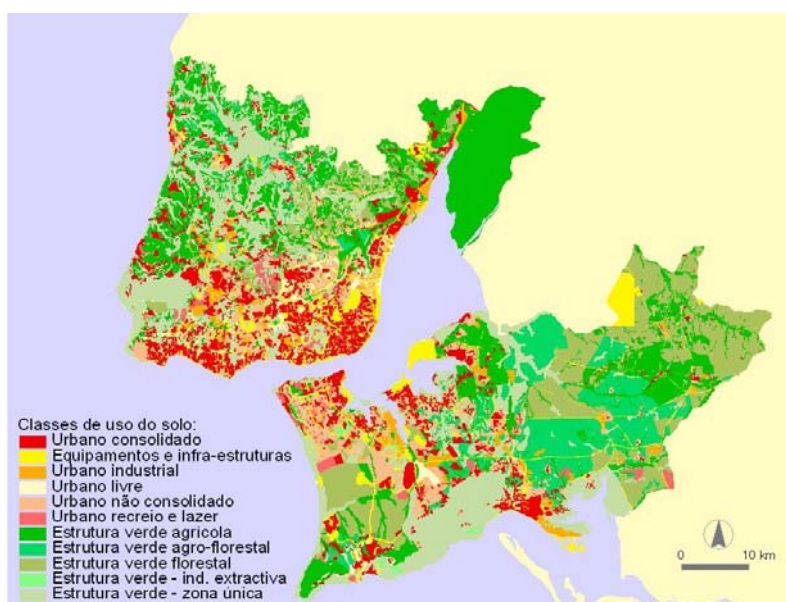 Classes de uso do solo:
Urbano consolidado
Equipamentos e infra-estruturas
Urbano industrial
Urbano livre
Urbano não consolidado
Urbano recreio e lazer
Estrutura verde agrícola
Estrutura verde agro-florestal
Estrutura verde florestal
Estrutura verde - ind. extractiva
Estrutura verde - zona única
0 10 km